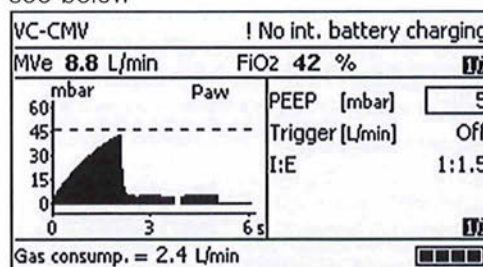 VC-CMV ! No int. battery charging
MVe 8.8 L/min FiO2 42 %
mbar Paw
60
45
30
15
0
0 3 6 s
PEEP [mbar] 5
Trigger [L/min] Off
I:E 1:1.5
Gas consump. = 2.4 L/min